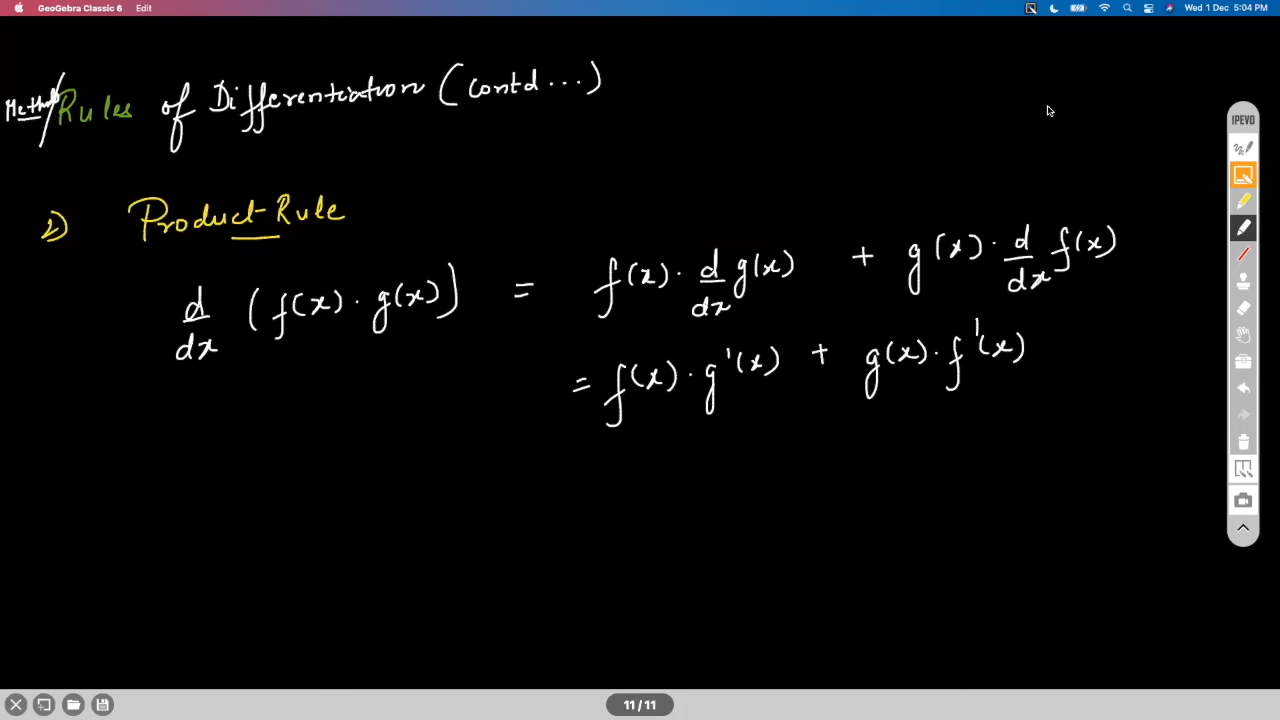 GeoGebra Classic 6 Edit Wed 1 Dec 5:04 PM
Method/Rules of Differentiation (contd...)
IPEVO
2) Product Rule
d/dx (f(x) · g(x)) = f(x) · d/dx g(x) + g(x) · d/dx f(x)
= f(x) · g'(x) + g(x) · f'(x)
11/11